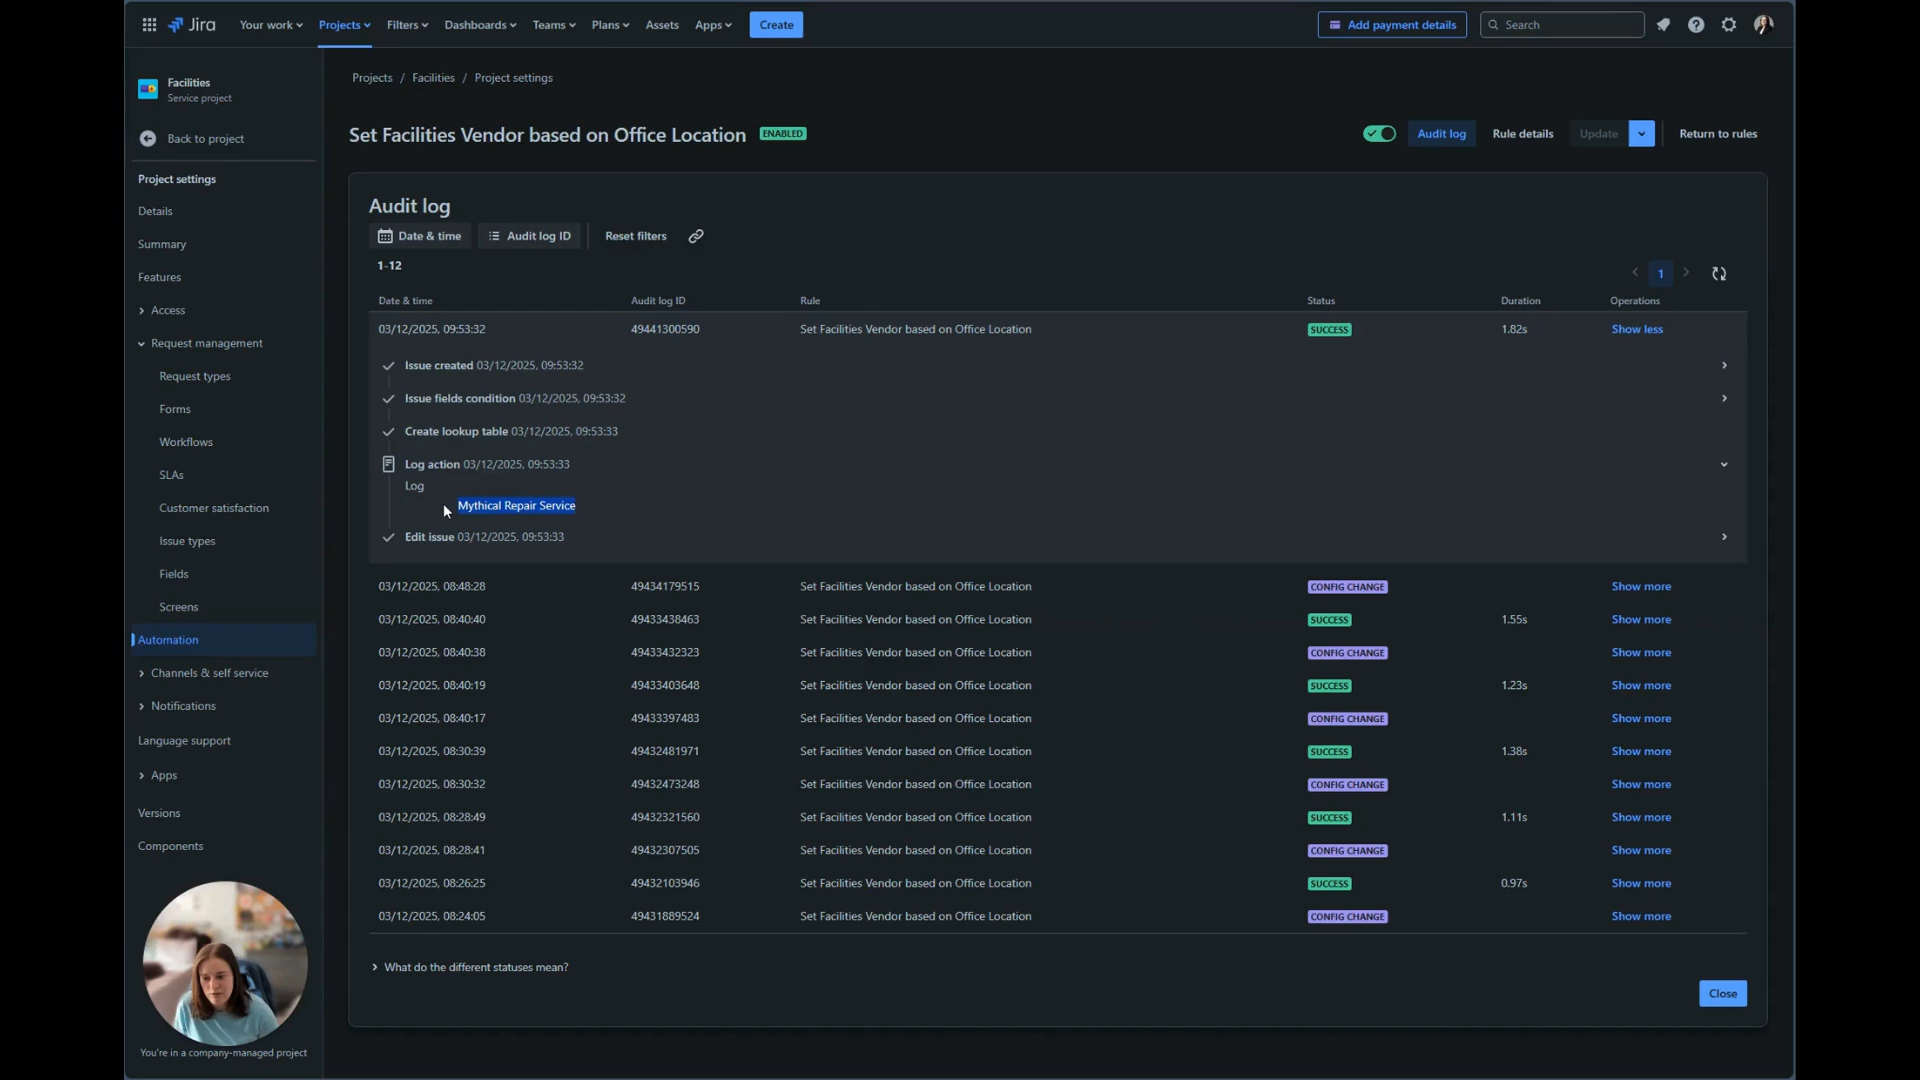 Jira
Your work
Projects
Filters
Dashboards
Teams
Plans
Assets
Apps
Create
Add payment details
Search
Facilities
Service project
Back to project
Project settings
Details
Summary
Features
Access
Request management
Request types
Forms
Workflows
SLAs
Customer satisfaction
Issue types
Fields
Screens
Automation
Channels & self service
Notifications
Language support
Apps
Versions
Components
You're in a company-managed project
Projects / Facilities / Project settings
Set Facilities Vendor based on Office Location ENABLED
Audit log
Rule details
Update
Return to rules
Audit log
Date & time
Audit log ID
Reset filters
1-12
1
Date & time Audit log ID Rule Status Duration Operations
03/12/2025, 09:53:32 49441300590 Set Facilities Vendor based on Office Location SUCCESS 1.82s Show less
Issue created 03/12/2025, 09:53:32
Issue fields condition 03/12/2025, 09:53:32
Create lookup table 03/12/2025, 09:53:33
Log action 03/12/2025, 09:53:33
Log
Mythical Repair Service
Edit issue 03/12/2025, 09:53:33
03/12/2025, 08:48:28 49434179515 Set Facilities Vendor based on Office Location CONFIG CHANGE Show more
03/12/2025, 08:40:40 49433438463 Set Facilities Vendor based on Office Location SUCCESS 1.55s Show more
03/12/2025, 08:40:38 49433432323 Set Facilities Vendor based on Office Location CONFIG CHANGE Show more
03/12/2025, 08:40:19 49433403648 Set Facilities Vendor based on Office Location SUCCESS 1.23s Show more
03/12/2025, 08:40:17 49433397483 Set Facilities Vendor based on Office Location CONFIG CHANGE Show more
03/12/2025, 08:30:39 49432481971 Set Facilities Vendor based on Office Location SUCCESS 1.38s Show more
03/12/2025, 08:30:32 49432473248 Set Facilities Vendor based on Office Location CONFIG CHANGE Show more
03/12/2025, 08:28:49 49432321560 Set Facilities Vendor based on Office Location SUCCESS 1.11s Show more
03/12/2025, 08:28:41 49432307505 Set Facilities Vendor based on Office Location CONFIG CHANGE Show more
03/12/2025, 08:26:25 49432103946 Set Facilities Vendor based on Office Location SUCCESS 0.97s Show more
03/12/2025, 08:24:05 49431889524 Set Facilities Vendor based on Office Location CONFIG CHANGE Show more
What do the different statuses mean?
Close